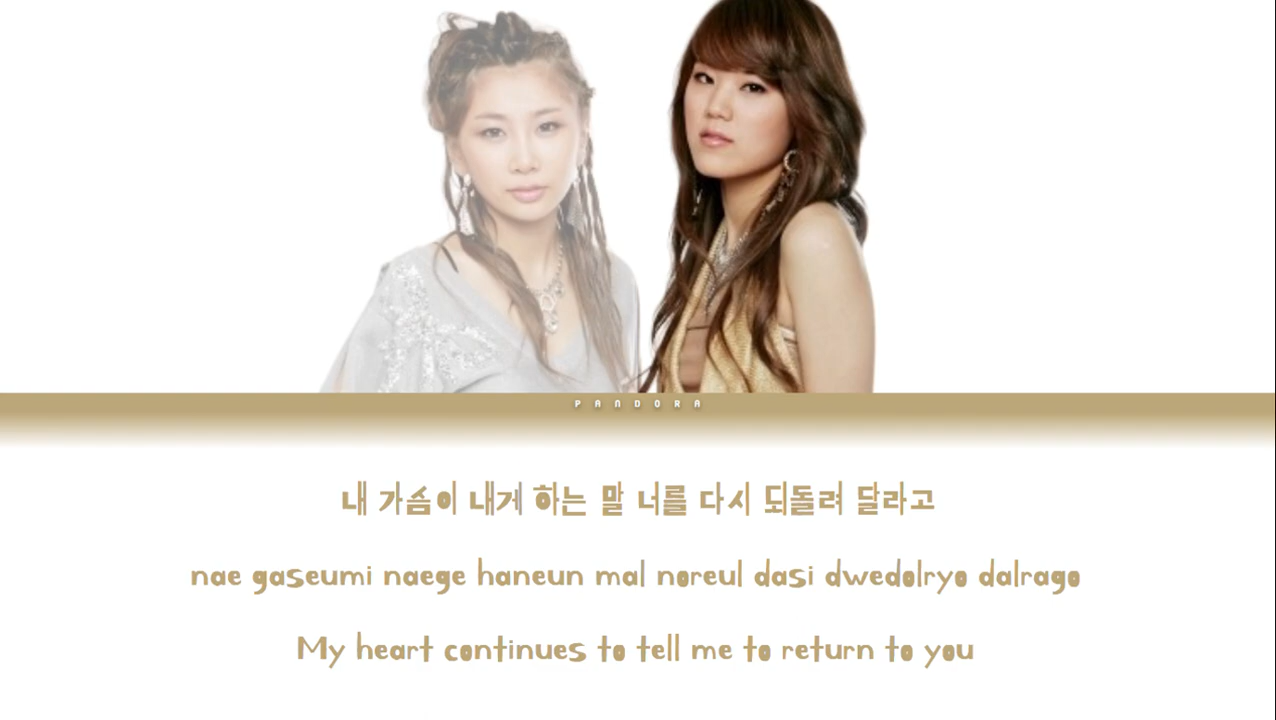 PANDORA
내 가슴이 내게 하는 말 너를 다시 되돌려 달라고
nae gaseumi naege haneun mal noreul dasi dwedolryo dalrago
My heart continues to tell me to return to you